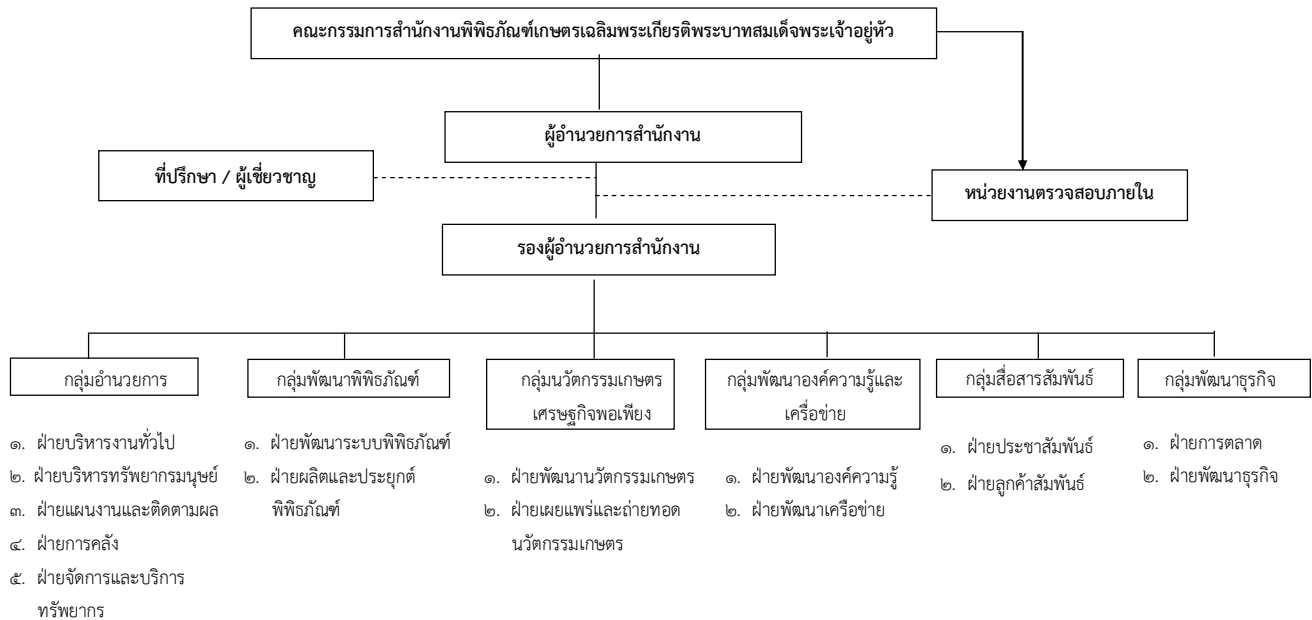 คณะกรรมการสำนักงานพิพิธภัณฑ์เกษตรเฉลิมพระเกียรติพระบาทสมเด็จพระเจ้าอยู่หัว
ผู้อำนวยการสำนักงาน
ที่ปรึกษา / ผู้เชี่ยวชาญ
หน่วยงานตรวจสอบภายใน
รองผู้อำนวยการสำนักงาน
กลุ่มอำนวยการ
๑. ฝ่ายบริหารงานทั่วไป
๒. ฝ่ายบริหารทรัพยากรมนุษย์
๓. ฝ่ายแผนงานและติดตามผล
๔. ฝ่ายการคลัง
๕. ฝ่ายจัดการและบริการ
ทรัพยากร
กลุ่มพัฒนาพิพิธภัณฑ์
๑. ฝ่ายพัฒนาระบบพิพิธภัณฑ์
๒. ฝ่ายผลิตและประยุกต์
พิพิธภัณฑ์
กลุ่มนวัตกรรมเกษตร
เศรษฐกิจพอเพียง
๑. ฝ่ายพัฒนานวัตกรรมเกษตร
๒. ฝ่ายเผยแพร่และถ่ายทอด
นวัตกรรมเกษตร
กลุ่มพัฒนาองค์ความรู้และ
เครือข่าย
๑. ฝ่ายพัฒนาองค์ความรู้
๒. ฝ่ายพัฒนาเครือข่าย
กลุ่มสื่อสารสัมพันธ์
๑. ฝ่ายประชาสัมพันธ์
๒. ฝ่ายลูกค้าสัมพันธ์
กลุ่มพัฒนาธุรกิจ
๑. ฝ่ายการตลาด
๒. ฝ่ายพัฒนาธุรกิจ